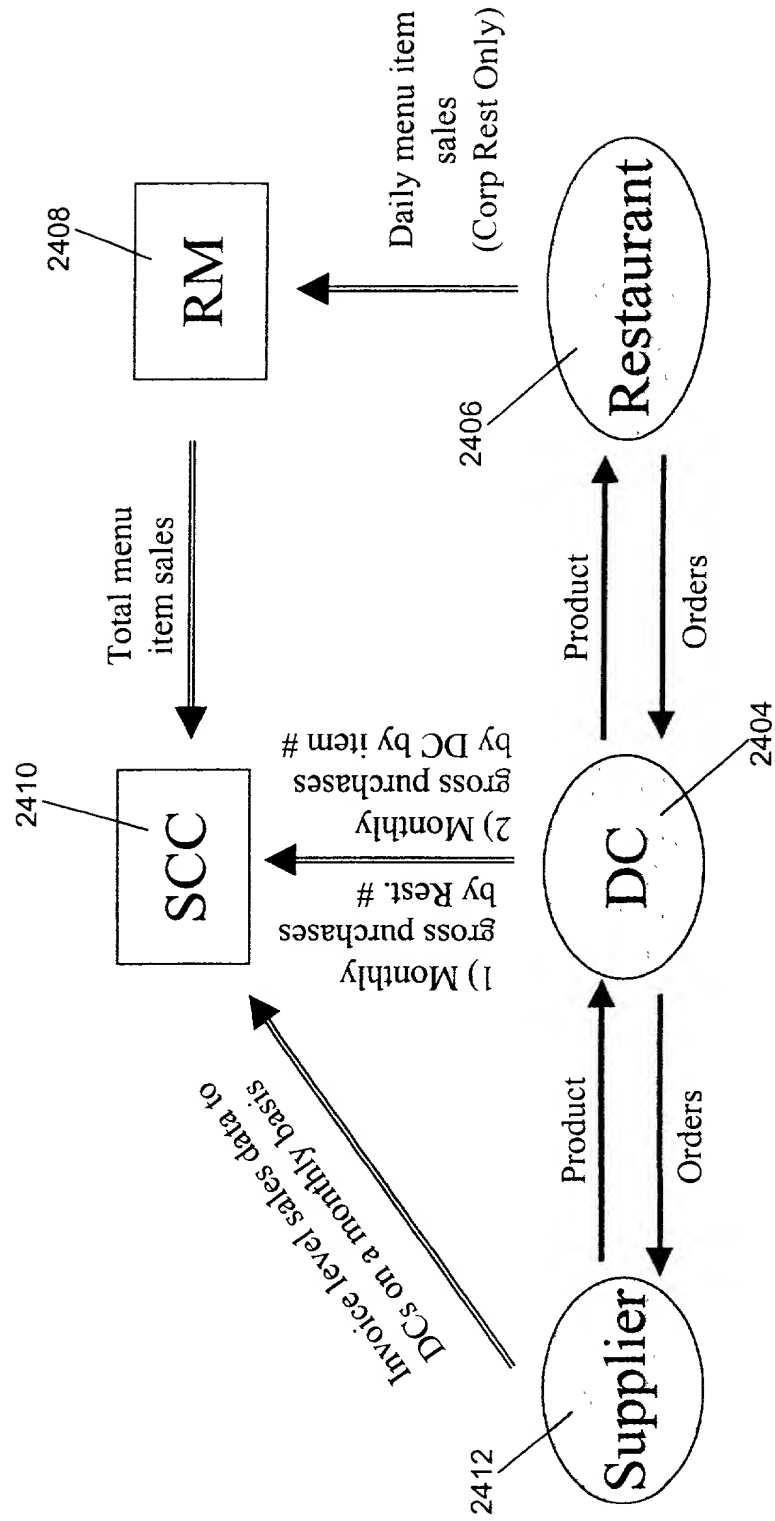 2410
SCC
Total menu
item sales
2408
RM
Invoice level sales data to
DCs on a monthly basis
1) Monthly
gross purchases
by Rest. #
2) Monthly
gross purchases
by DC by item #
Daily menu item
sales
(Corp Rest Only)
2412
Supplier
Product
Orders
DC
2404
Product
Orders
2406
Restaurant